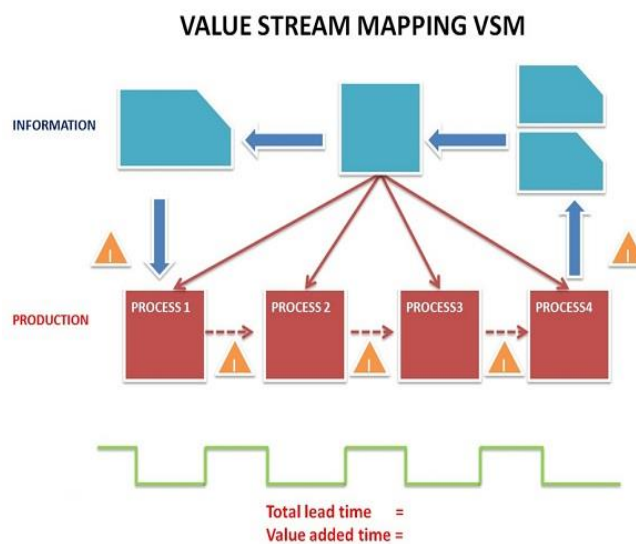 VALUE STREAM MAPPING VSM
INFORMATION
I
I
PRODUCTION
PROCESS 1
PROCESS 2
PROCESS3
PROCESS4
I
I
I
Total lead time =
Value added time =